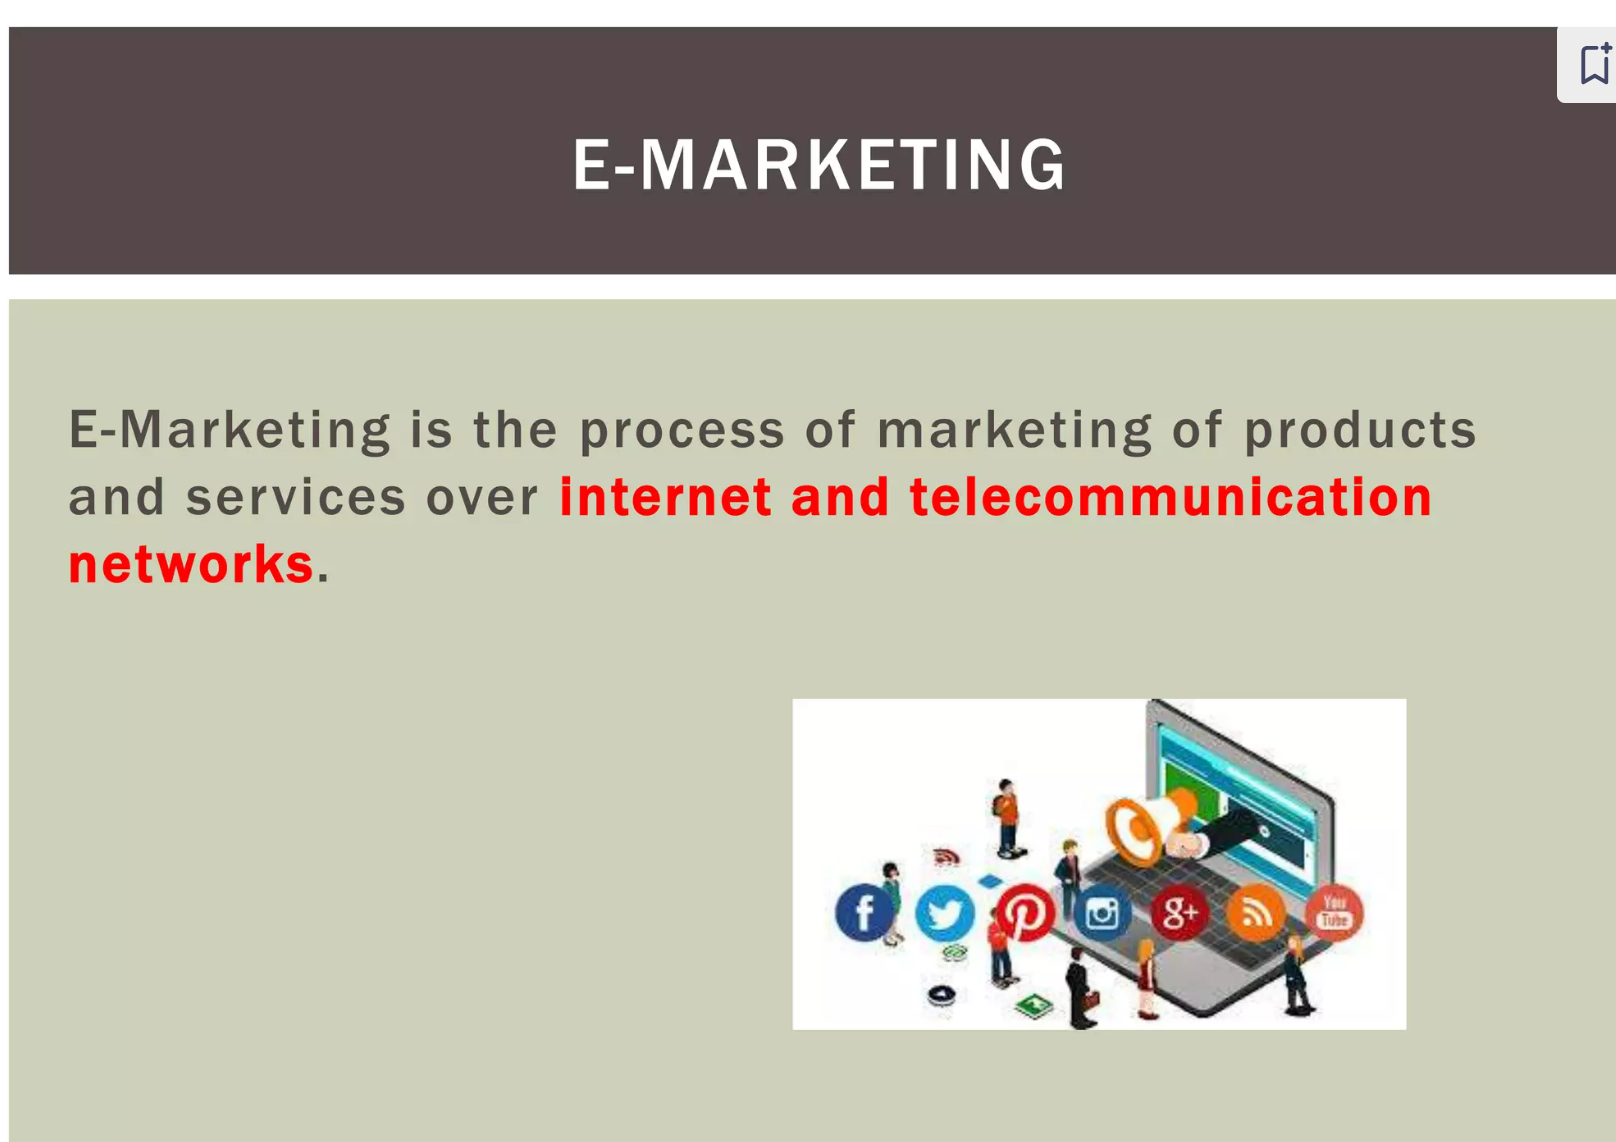 E-MARKETING
E-Marketing is the process of marketing of products
and services over internet and telecommunication
networks.
f
g+
You
Tube